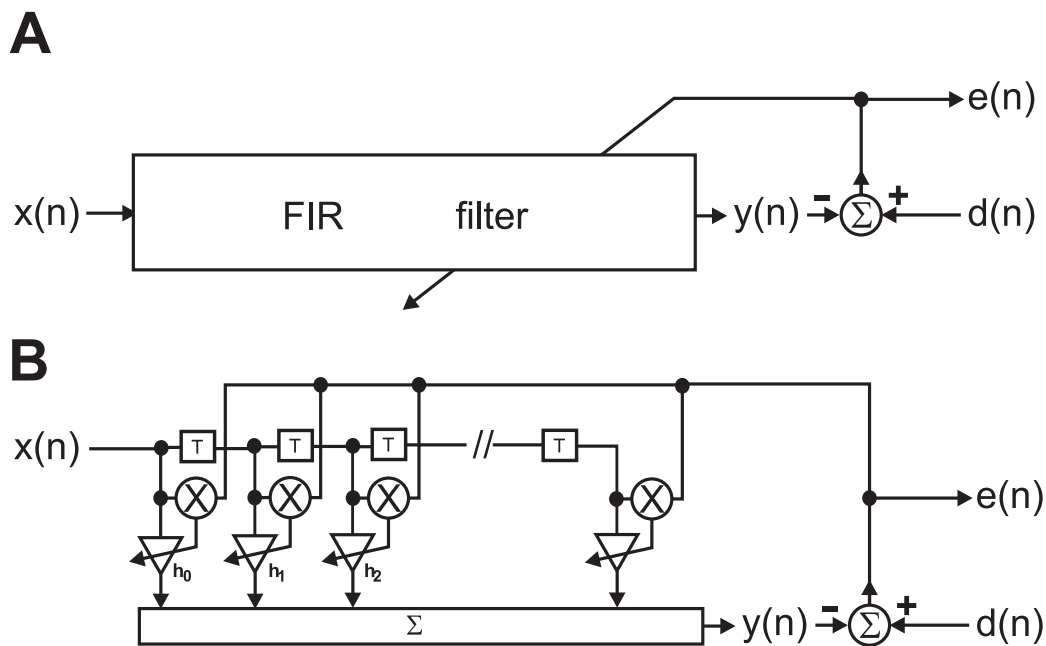 A
e(n)
x(n) FIR filter y(n) - Σ + d(n)
B
x(n) T T T // T
X X X X
e(n)
h0 h1 h2
Σ y(n) - Σ + d(n)